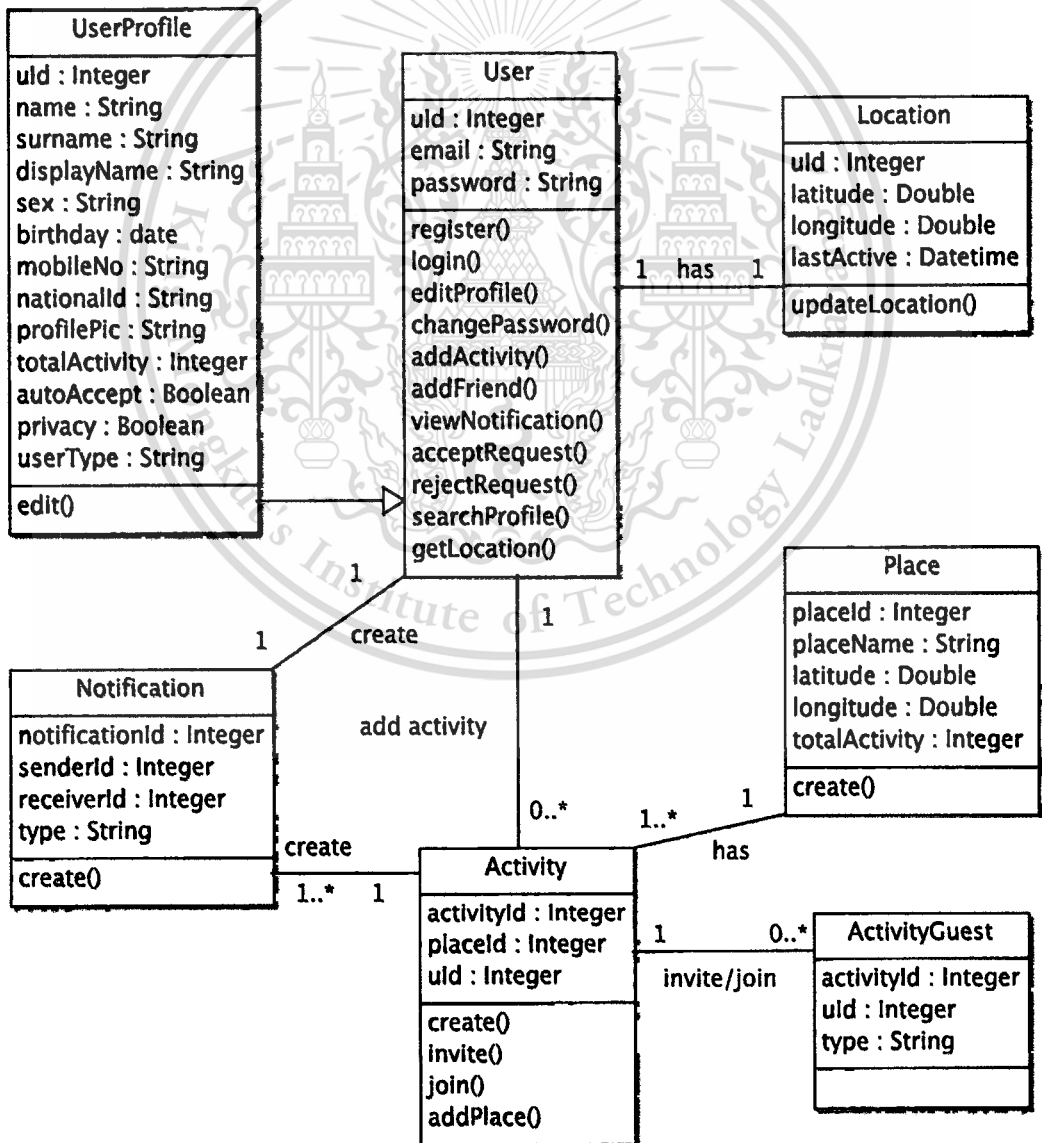 UserProfile
uId : Integer
name : String
surname : String
displayName : String
sex : String
birthday : date
mobileNo : String
nationalId : String
profilePic : String
totalActivity : Integer
autoAccept : Boolean
privacy : Boolean
userType : String
edit()
User
uId : Integer
email : String
password : String
register()
login()
editProfile()
changePassword()
addActivity()
addFriend()
viewNotification()
acceptRequest()
rejectRequest()
searchProfile()
getLocation()
1 has 1
Location
uId : Integer
latitude : Double
longitude : Double
lastActive : Datetime
updateLocation()
1
create
1
1
add activity
0..*
Notification
notificationId : Integer
senderId : Integer
receiverId : Integer
type : String
create()
create
1..* 1
Place
placeId : Integer
placeName : String
latitude : Double
longitude : Double
totalActivity : Integer
create()
1..* 1
has
Activity
activityId : Integer
placeId : Integer
uId : Integer
create()
invite()
join()
addPlace()
1 0..*
invite/join
ActivityGuest
activityId : Integer
uId : Integer
type : String
Institute of Technology